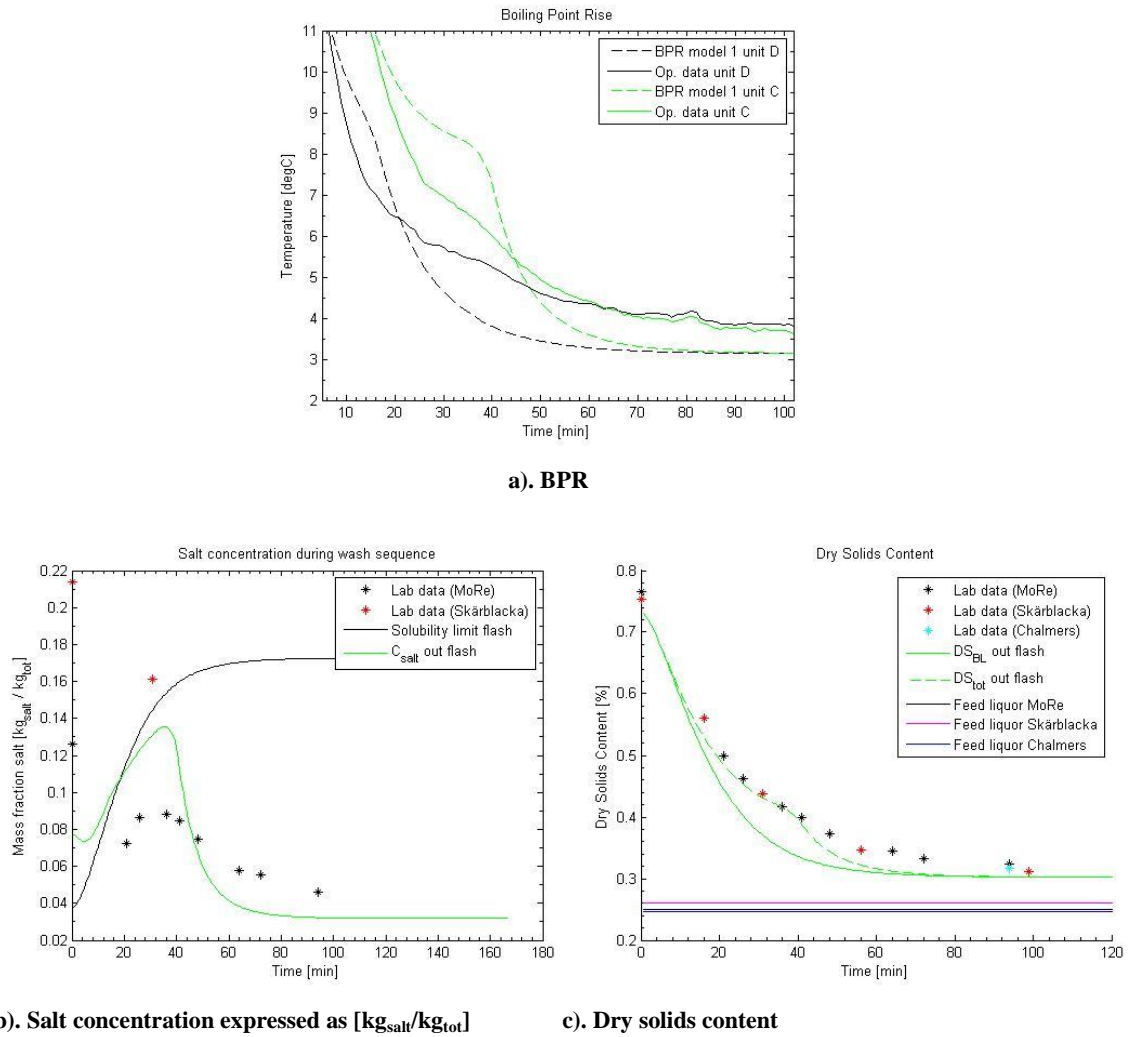 Boiling Point Rise
11
10
9
8
7
6
5
4
3
2
Temperature [degC]
BPR model 1 unit D
Op. data unit D
BPR model 1 unit C
Op. data unit C
10 20 30 40 50 60 70 80 90 100
Time [min]
a). BPR
Salt concentration during wash sequence
0.22
0.2
0.18
0.16
0.14
0.12
0.1
0.08
0.06
0.04
0.02
Mass fraction salt [kg_salt / kg_tot]
Lab data (MoRe)
Lab data (Skärblacka)
Solubility limit flash
C_salt out flash
0 20 40 60 80 100 120 140 160 180
Time [min]
b). Salt concentration expressed as [kg_salt/kg_tot]
Dry Solids Content
0.8
0.7
0.6
0.5
0.4
0.3
0.2
Dry Solids Content [%]
Lab data (MoRe)
Lab data (Skärblacka)
Lab data (Chalmers)
DS_BL out flash
DS_tot out flash
Feed liquor MoRe
Feed liquor Skärblacka
Feed liquor Chalmers
0 20 40 60 80 100 120
Time [min]
c). Dry solids content